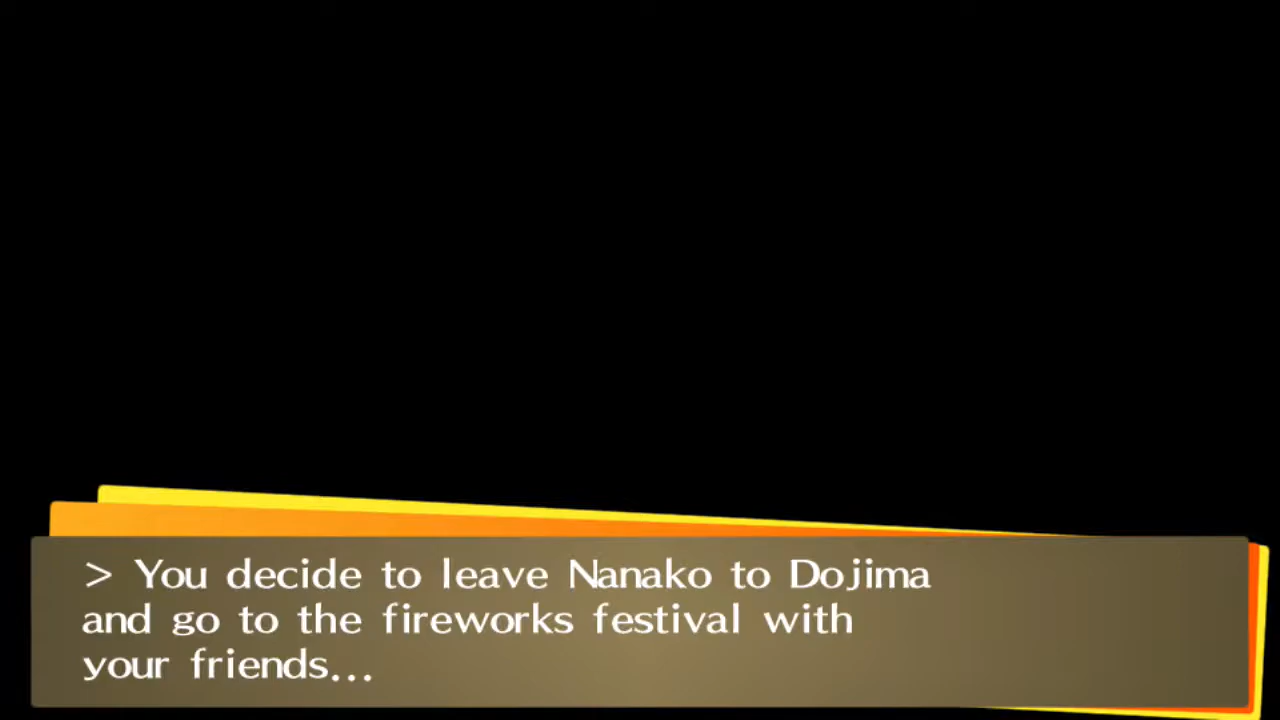 > You decide to leave Nanako to Dojima
and go to the fireworks festival with
your friends...